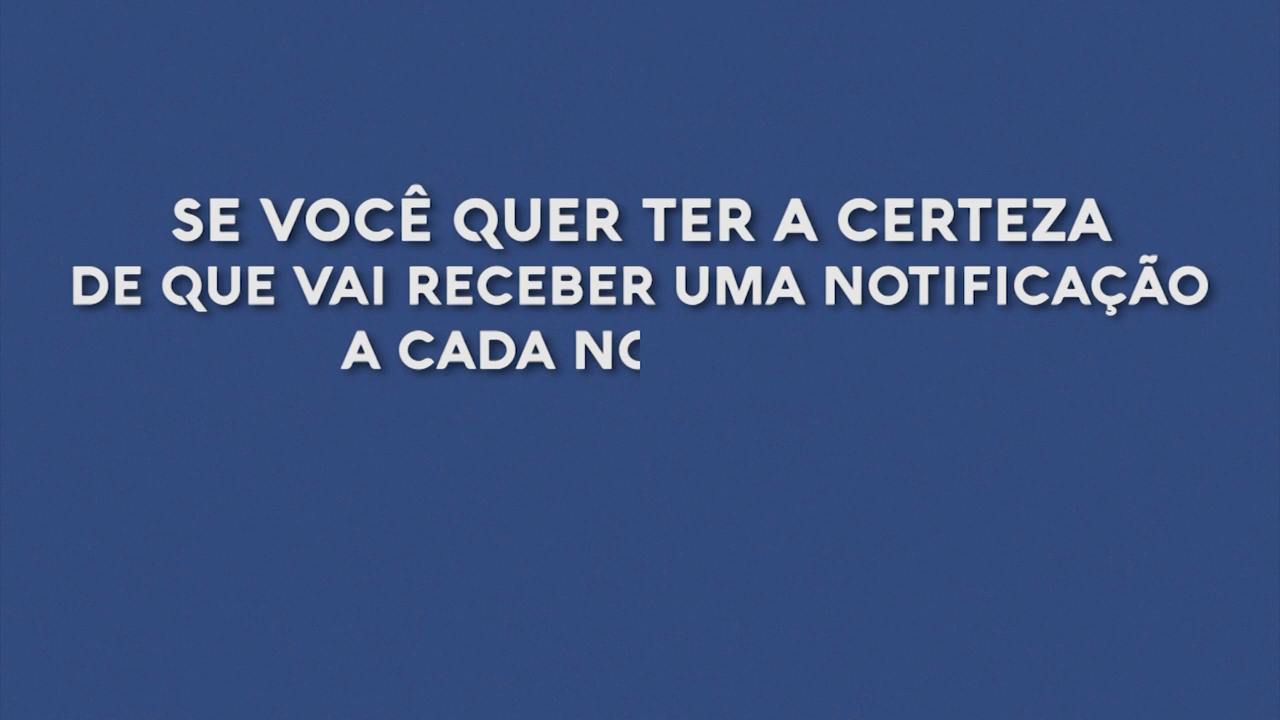 SE VOCÊ QUER TER A CERTEZA
DE QUE VAI RECEBER UMA NOTIFICAÇÃO
A CADA